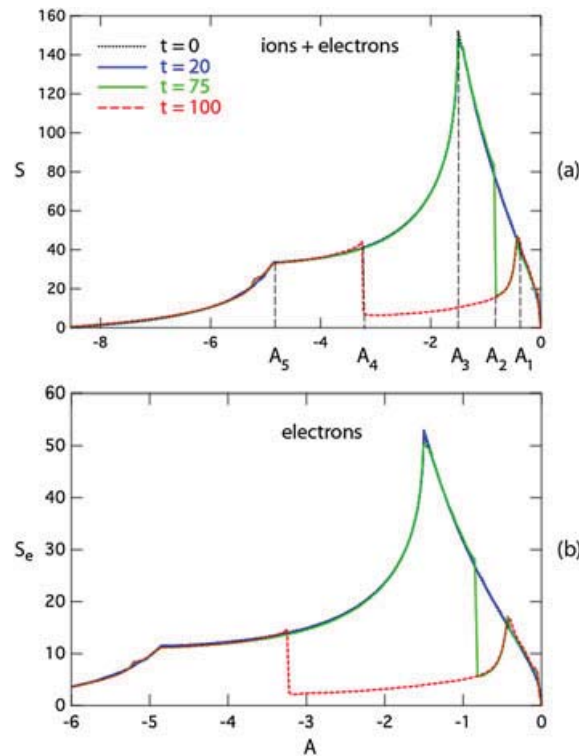 160
140
120
100
80
60
40
20
0
S
t = 0
t = 20
t = 75
t = 100
ions + electrons
(a)
-8 -6 -4 -2 0
A5 A4 A3 A2 A1
60
50
40
30
20
10
0
Se
electrons
(b)
-6 -5 -4 -3 -2 -1 0
A